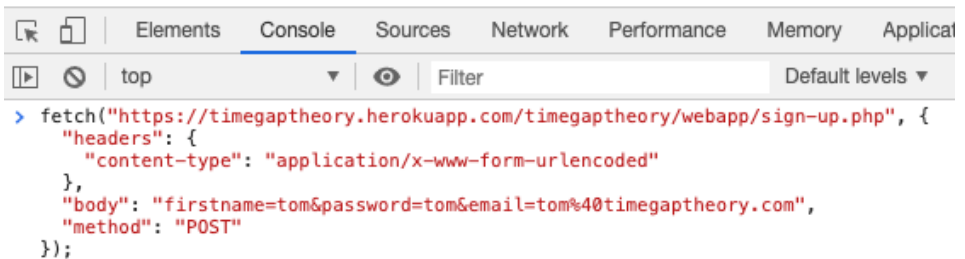 Elements Console Sources Network Performance Memory Applicat
top Filter Default levels ▼
> fetch("https://timegaptheory.herokuapp.com/timegaptheory/webapp/sign-up.php", {
"headers": {
"content-type": "application/x-www-form-urlencoded"
},
"body": "firstname=tom&password=tom&email=tom%40timegaptheory.com",
"method": "POST"
});